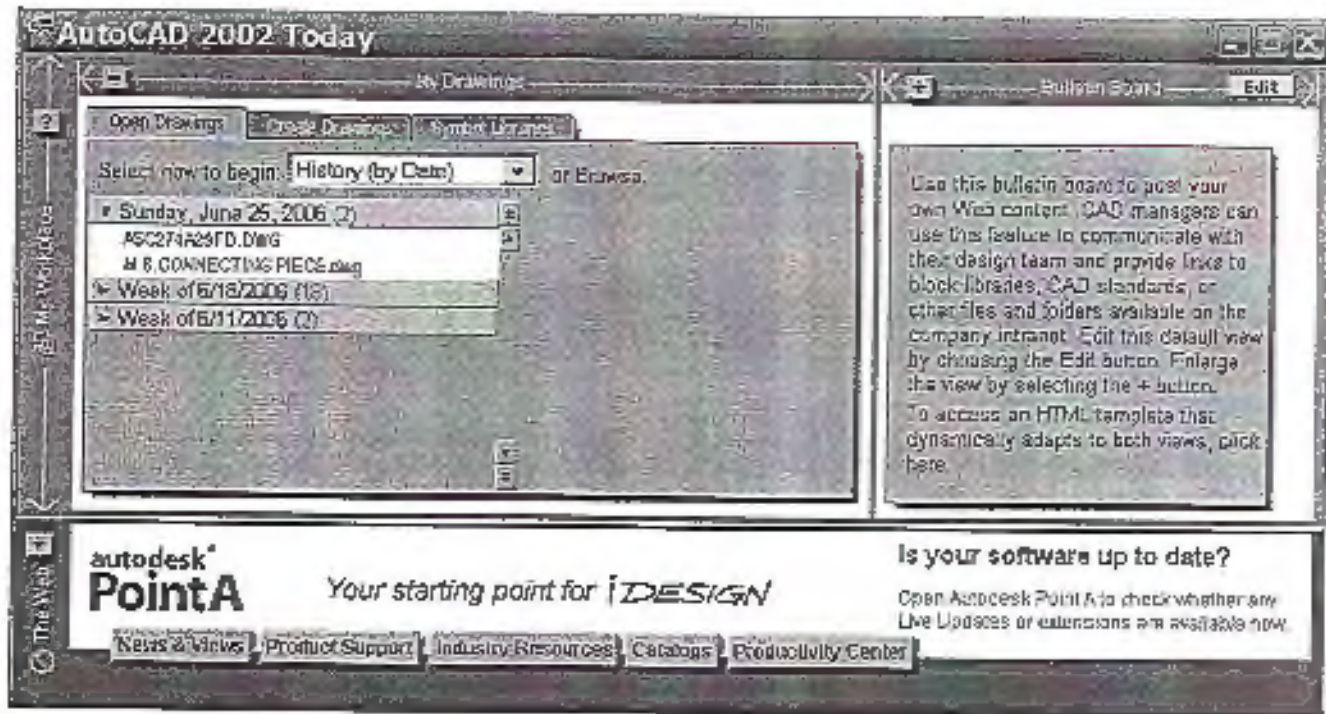 AutoCAD 2002 Today
My Drawings
Bulletin Board
Edit
Open Drawings
Create Drawings
Symbol Libraries
Select how to begin: History (by Date) or Browse.
Sunday, June 25, 2006 (2)
M 6,CONNECTING PIECE.dwg
Week of 6/18/2006
Week of 6/11/2006 (2)
Use this bulletin board to post your
own Web content. CAD managers can
use this feature to communicate with
their design team and provide links to
block libraries, CAD standards, or
other files and folders available on the
company intranet. Edit this default view
by choosing the Edit button. Enlarge
the view by selecting the + button.
To access an HTML template that
dynamically adapts to both views, click
here.
My Workplace
The Web
autodesk
Point A
Your starting point for iDESIGN
Is your software up to date?
Open Autodesk Point A to check whether any
Live Updates or extensions are available now.
News & Views
Product Support
Industry Resources
Catalogs
Productivity Center